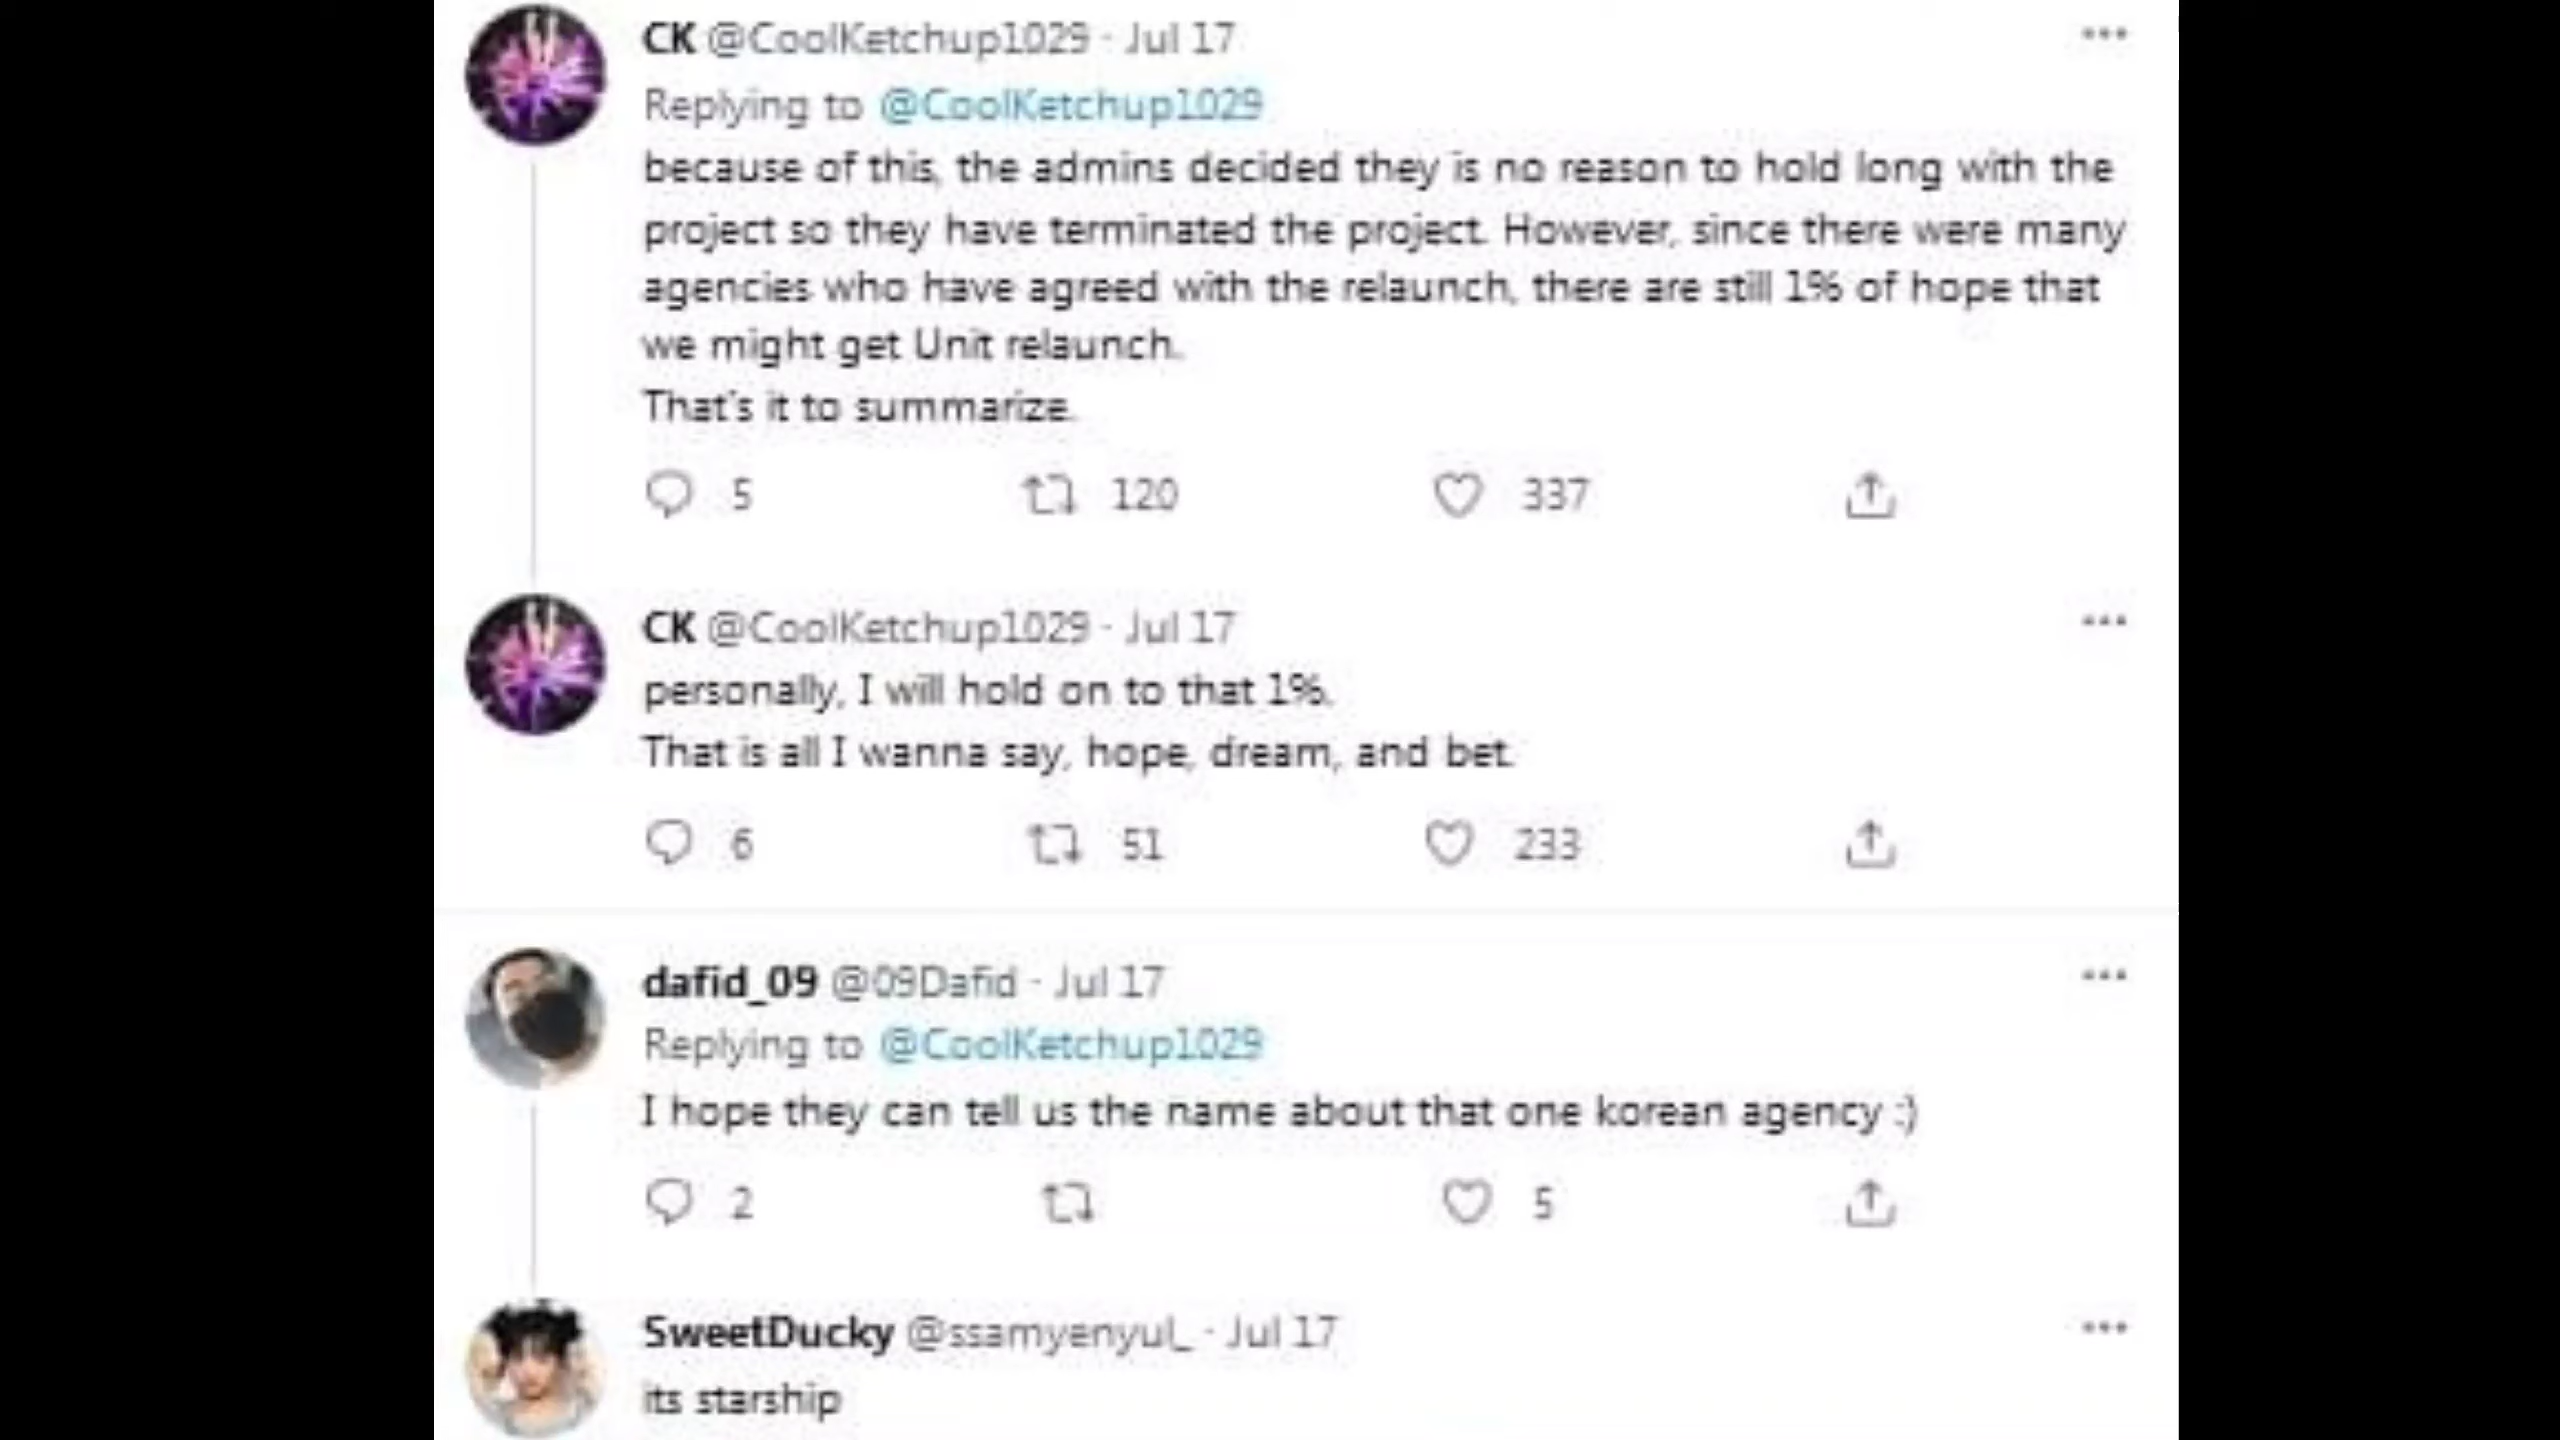 CK @CoolKetchup1029 · Jul 17
Replying to @CoolKetchup1029
because of this, the admins decided they is no reason to hold long with the
project so they have terminated the project. However, since there were many
agencies who have agreed with the relaunch, there are still 1% of hope that
we might get Unit relaunch.
That's it to summarize.
5 120 337
CK @CoolKetchup1029 · Jul 17
personally, I will hold on to that 1%.
That is all I wanna say, hope, dream, and bet.
6 51 233
dafid_09 @09Dafid · Jul 17
Replying to @CoolKetchup1029
I hope they can tell us the name about that one korean agency :)
2 5
SweetDucky @ssamyenyul_ · Jul 17
its starship